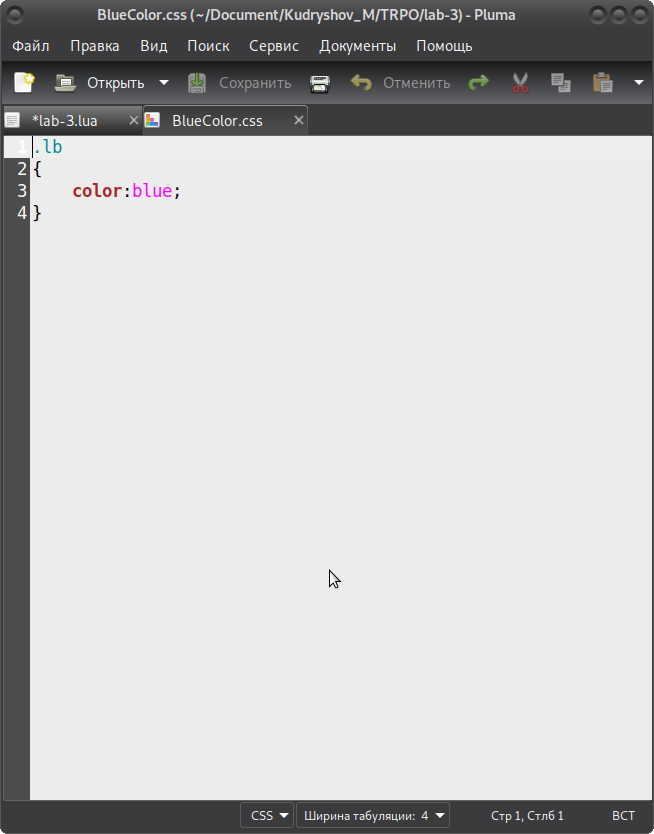 BlueColor.css (~/Document/Kudryshov_M/TRPO/lab-3) - Pluma
Файл Правка Вид Поиск Сервис Документы Помощь
Открыть Сохранить Отменить
*lab-3.lua BlueColor.css
1 .lb
2 {
3 color:blue;
4 }
CSS Ширина табуляции: 4 Стр 1, Стлб 1 ВСТ